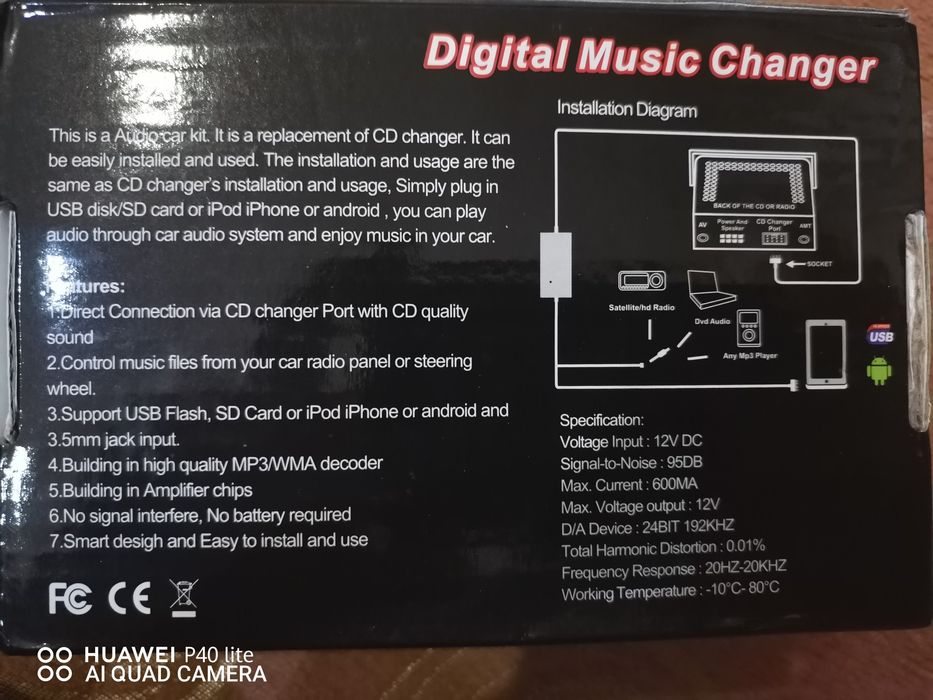 Digital Music Changer
This is a Audio car kit. It is a replacement of CD changer. It can
be easily installed and used. The installation and usage are the
same as CD changer's installation and usage, Simply plug in
USB disk/SD card or iPod iPhone or android , you can play
audio through car audio system and enjoy music in your car.
Features:
1.Direct Connection via CD changer Port with CD quality
sound
2.Control music files from your car radio panel or steering
wheel.
3.Support USB Flash, SD Card or iPod iPhone or android and
3.5mm jack input.
4.Building in high quality MP3/WMA decoder
5.Building in Amplifier chips
6.No signal interfere, No battery required
7.Smart desigh and Easy to install and use
FC CE
Installation Diagram
BACK OF THE CD OR RADIO
AV
Power And
Speaker
CD Changer
Port
AMT
SOCKET
Satellite/hd Radio
Dvd Audio
Any Mp3 Player
USB
Specification:
Voltage Input : 12V DC
Signal-to-Noise : 95DB
Max. Current : 600MA
Max. Voltage output : 12V
D/A Device : 24BIT 192KHZ
Total Harmonic Distortion : 0.01%
Frequency Response : 20HZ-20KHZ
Working Temperature : -10°C- 80°C
HUAWEI P40 lite
AI QUAD CAMERA